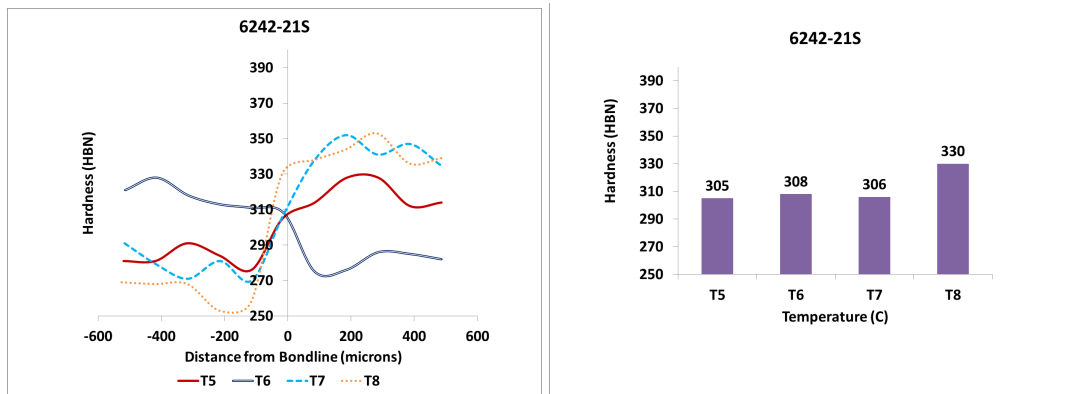 6242-21S
390
370
350
330
310
290
270
250
Hardness (HBN)
-600 -400 -200 0 200 400 600
Distance from Bondline (microns)
T5 T6 T7 T8
6242-21S
390
370
350
330
310
290
270
250
Hardness (HBN)
305 308 306 330
T5 T6 T7 T8
Temperature (C)